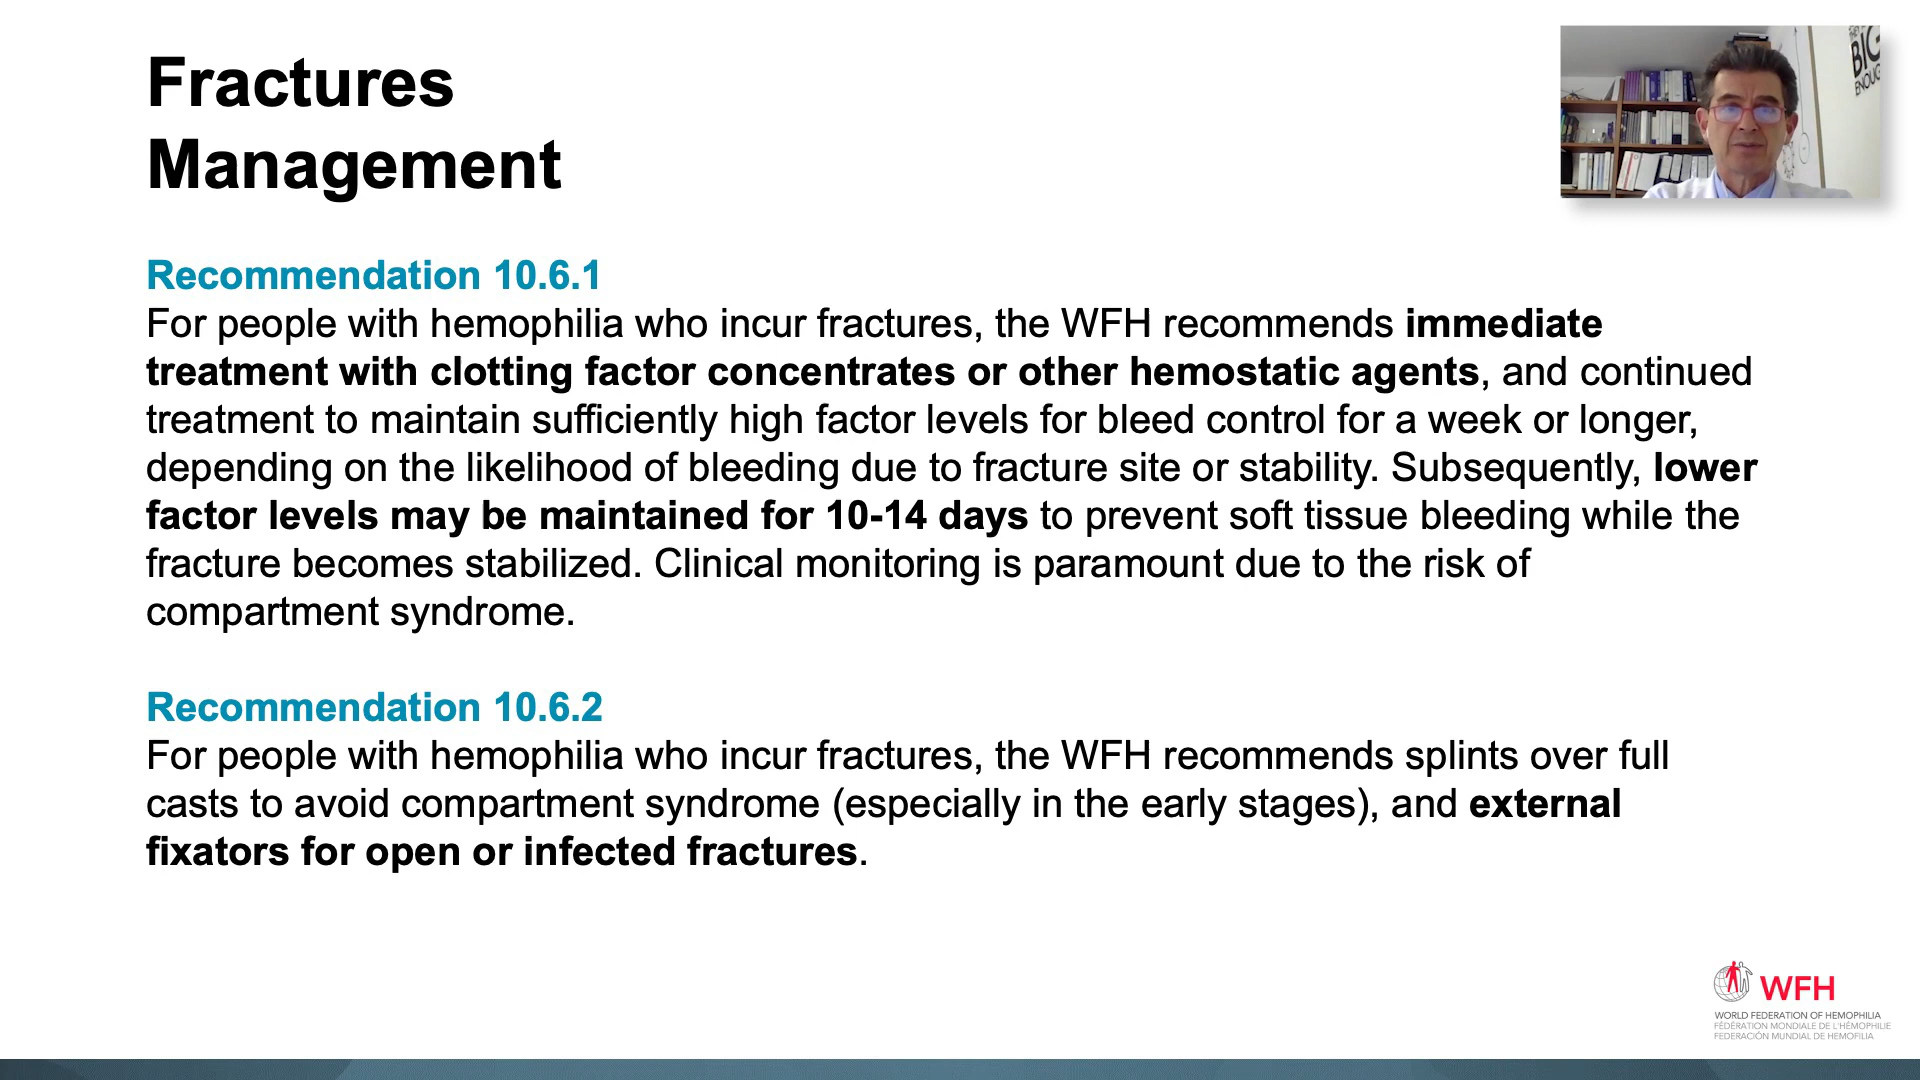 Fractures
Management
BIG
ENOUG
Recommendation 10.6.1
For people with hemophilia who incur fractures, the WFH recommends immediate
treatment with clotting factor concentrates or other hemostatic agents, and continued
treatment to maintain sufficiently high factor levels for bleed control for a week or longer,
depending on the likelihood of bleeding due to fracture site or stability. Subsequently, lower
factor levels may be maintained for 10-14 days to prevent soft tissue bleeding while the
fracture becomes stabilized. Clinical monitoring is paramount due to the risk of
compartment syndrome.
Recommendation 10.6.2
For people with hemophilia who incur fractures, the WFH recommends splints over full
casts to avoid compartment syndrome (especially in the early stages), and external
fixators for open or infected fractures.
WFH
WORLD FEDERATION OF HEMOPHILIA
FÉDÉRATION MONDIALE DE L'HÉMOPHILIE
FEDERACIÓN MUNDIAL DE HEMOFILIA